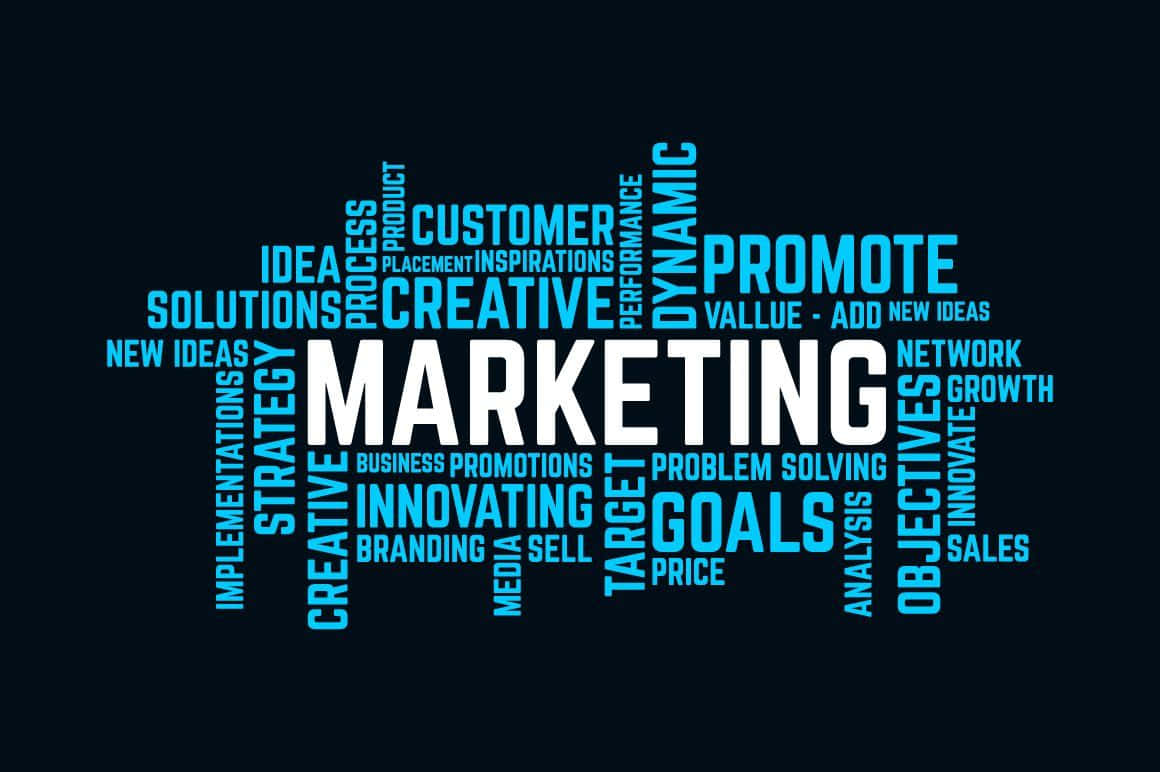 DYNAMIC
PRODUCT
PERFORMANCE
PROCESS
CUSTOMER
IDEA
PLACEMENT INSPIRATIONS
PROMOTE
SOLUTIONS
CREATIVE
VALLUE - ADD
NEW IDEAS
NEW IDEAS
STRATEGY
MARKETING
NETWORK
IMPLEMENTATIONS
OBJECTIVES
GROWTH
INNOVATE
CREATIVE
BUSINESS PROMOTIONS
TARGET
PROBLEM SOLVING
INNOVATING
GOALS
ANALYSIS
BRANDING
MEDIA
SELL
PRICE
SALES